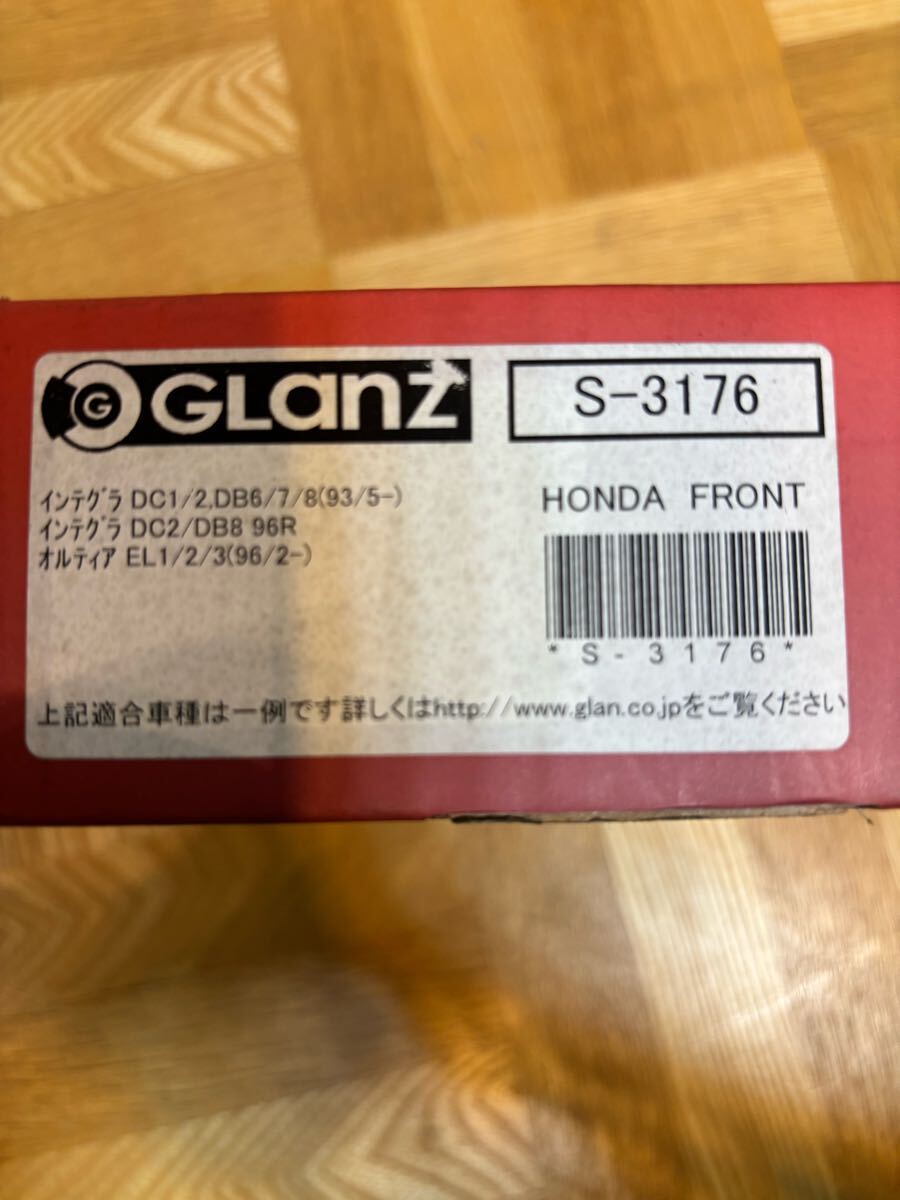 G GLanz
S-3176
インテグラ DC1/2,DB6/7/8(93/5-)
インテグラ DC2/DB8 96R
オルティア EL1/2/3(96/2-)
HONDA FRONT
*S-3176*
上記適合車種は一例です詳しくはhttp://www.glan.co.jpをご覧ください